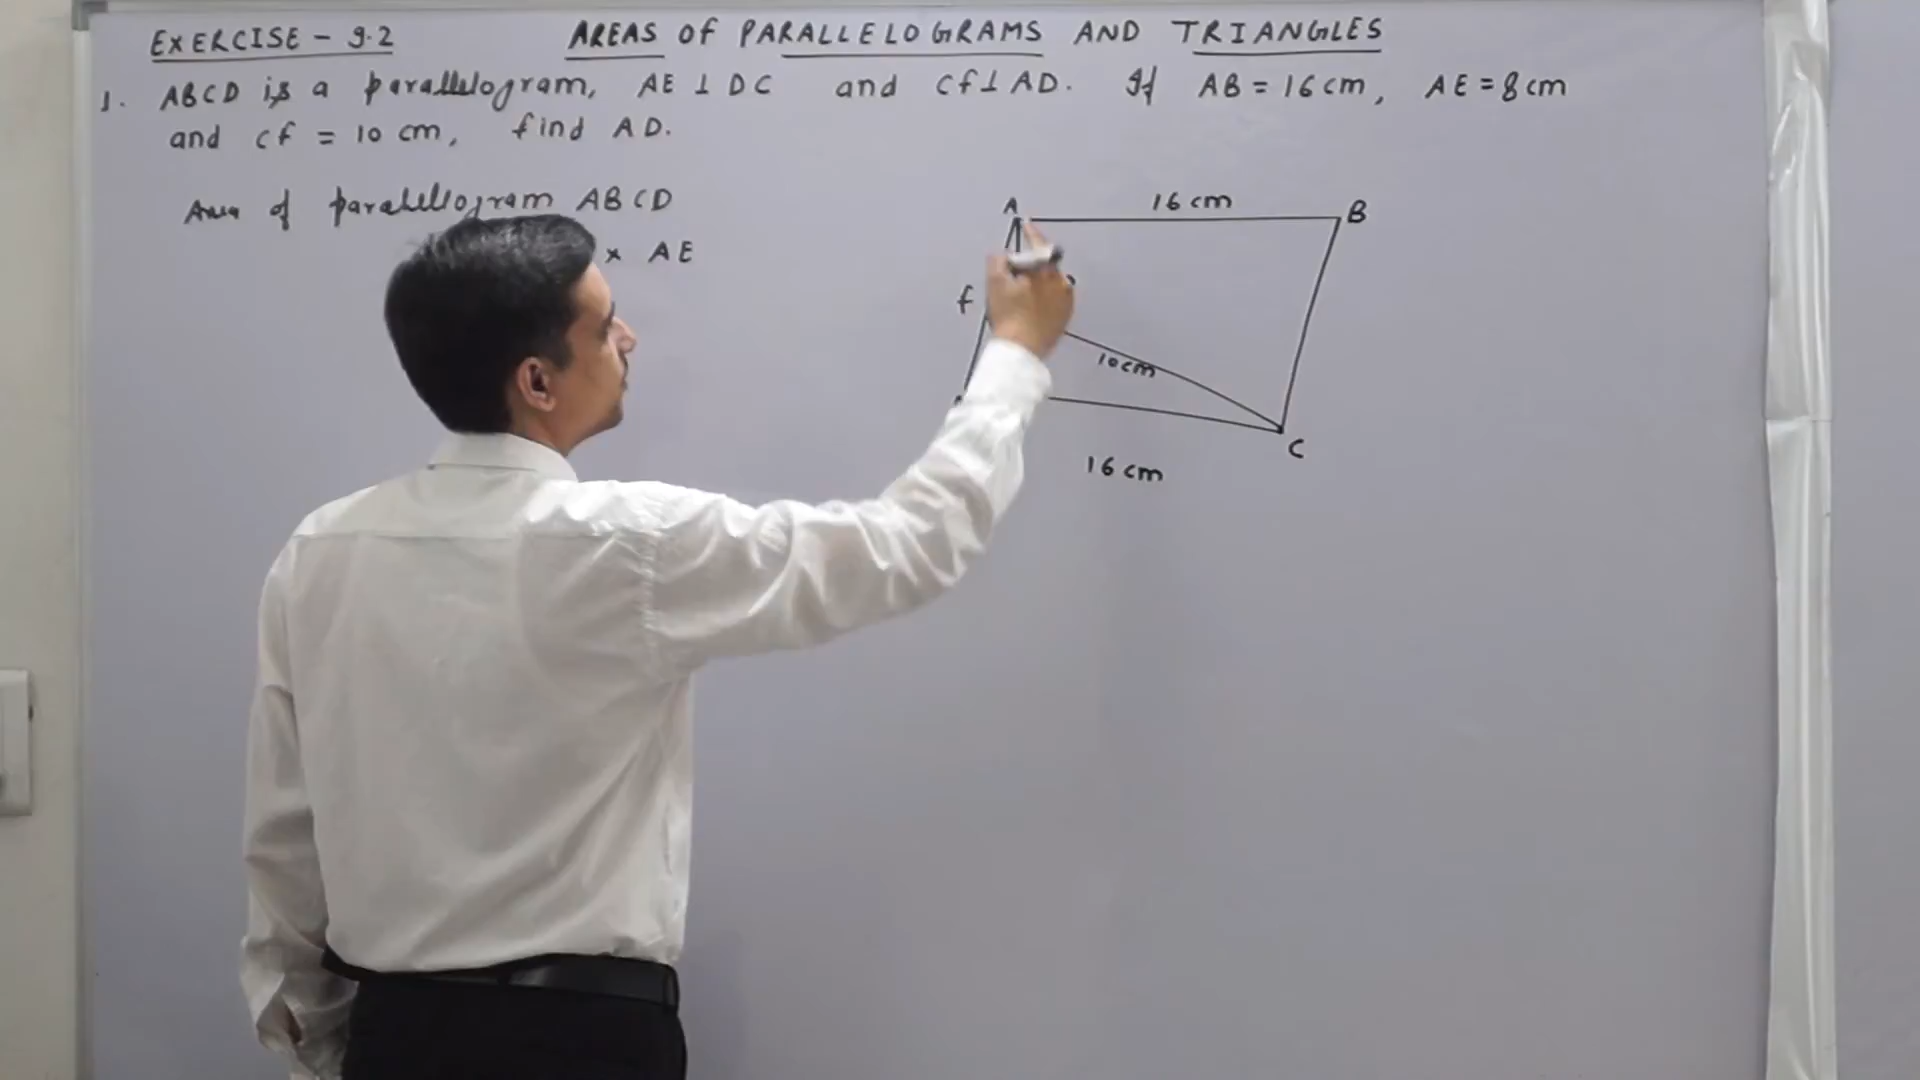 EXERCISE - 9.2
AREAS OF PARALLELOGRAMS AND TRIANGLES
1. ABCD is a parallelogram, AE ⊥ DC and CF ⊥ AD. If AB = 16 cm, AE = 8 cm
and CF = 10 cm, find AD.
Area of parallelogram ABCD
× AE
A
16 cm
B
F
10 cm
C
16 cm